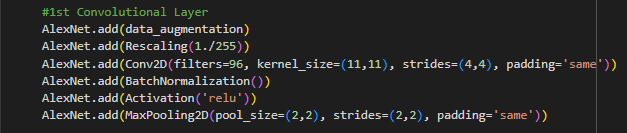 #1st Convolutional Layer
AlexNet.add(data_augmentation)
AlexNet.add(Rescaling(1./255))
AlexNet.add(Conv2D(filters=96, kernel_size=(11,11), strides=(4,4), padding='same'))
AlexNet.add(BatchNormalization())
AlexNet.add(Activation('relu'))
AlexNet.add(MaxPooling2D(pool_size=(2,2), strides=(2,2), padding='same'))